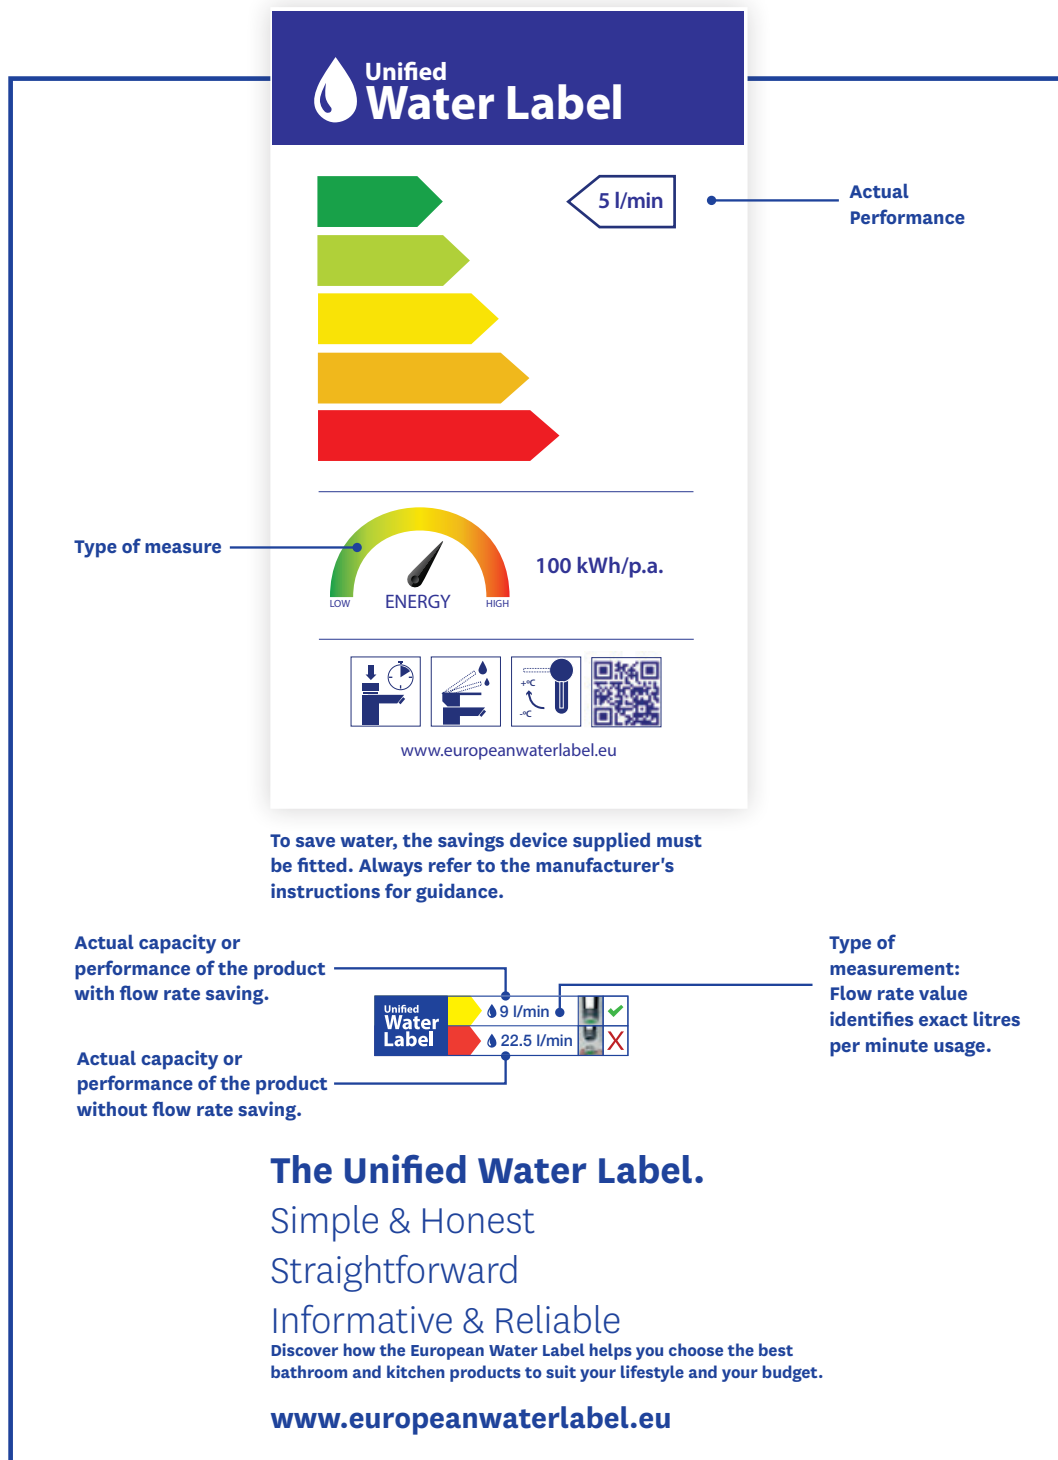 Unified
Water Label
5 l/min
Actual
Performance
Type of measure
LOW
ENERGY
HIGH
100 kWh/p.a.
+ºC
-ºC
www.europeanwaterlabel.eu
To save water, the savings device supplied must
be fitted. Always refer to the manufacturer's
instructions for guidance.
Actual capacity or
performance of the product
with flow rate saving.
Actual capacity or
performance of the product
without flow rate saving.
Unified
Water
Label
9 l/min
22.5 l/min
Type of
measurement:
Flow rate value
identifies exact litres
per minute usage.
The Unified Water Label.
Simple & Honest
Straightforward
Informative & Reliable
Discover how the European Water Label helps you choose the best
bathroom and kitchen products to suit your lifestyle and your budget.
www.europeanwaterlabel.eu